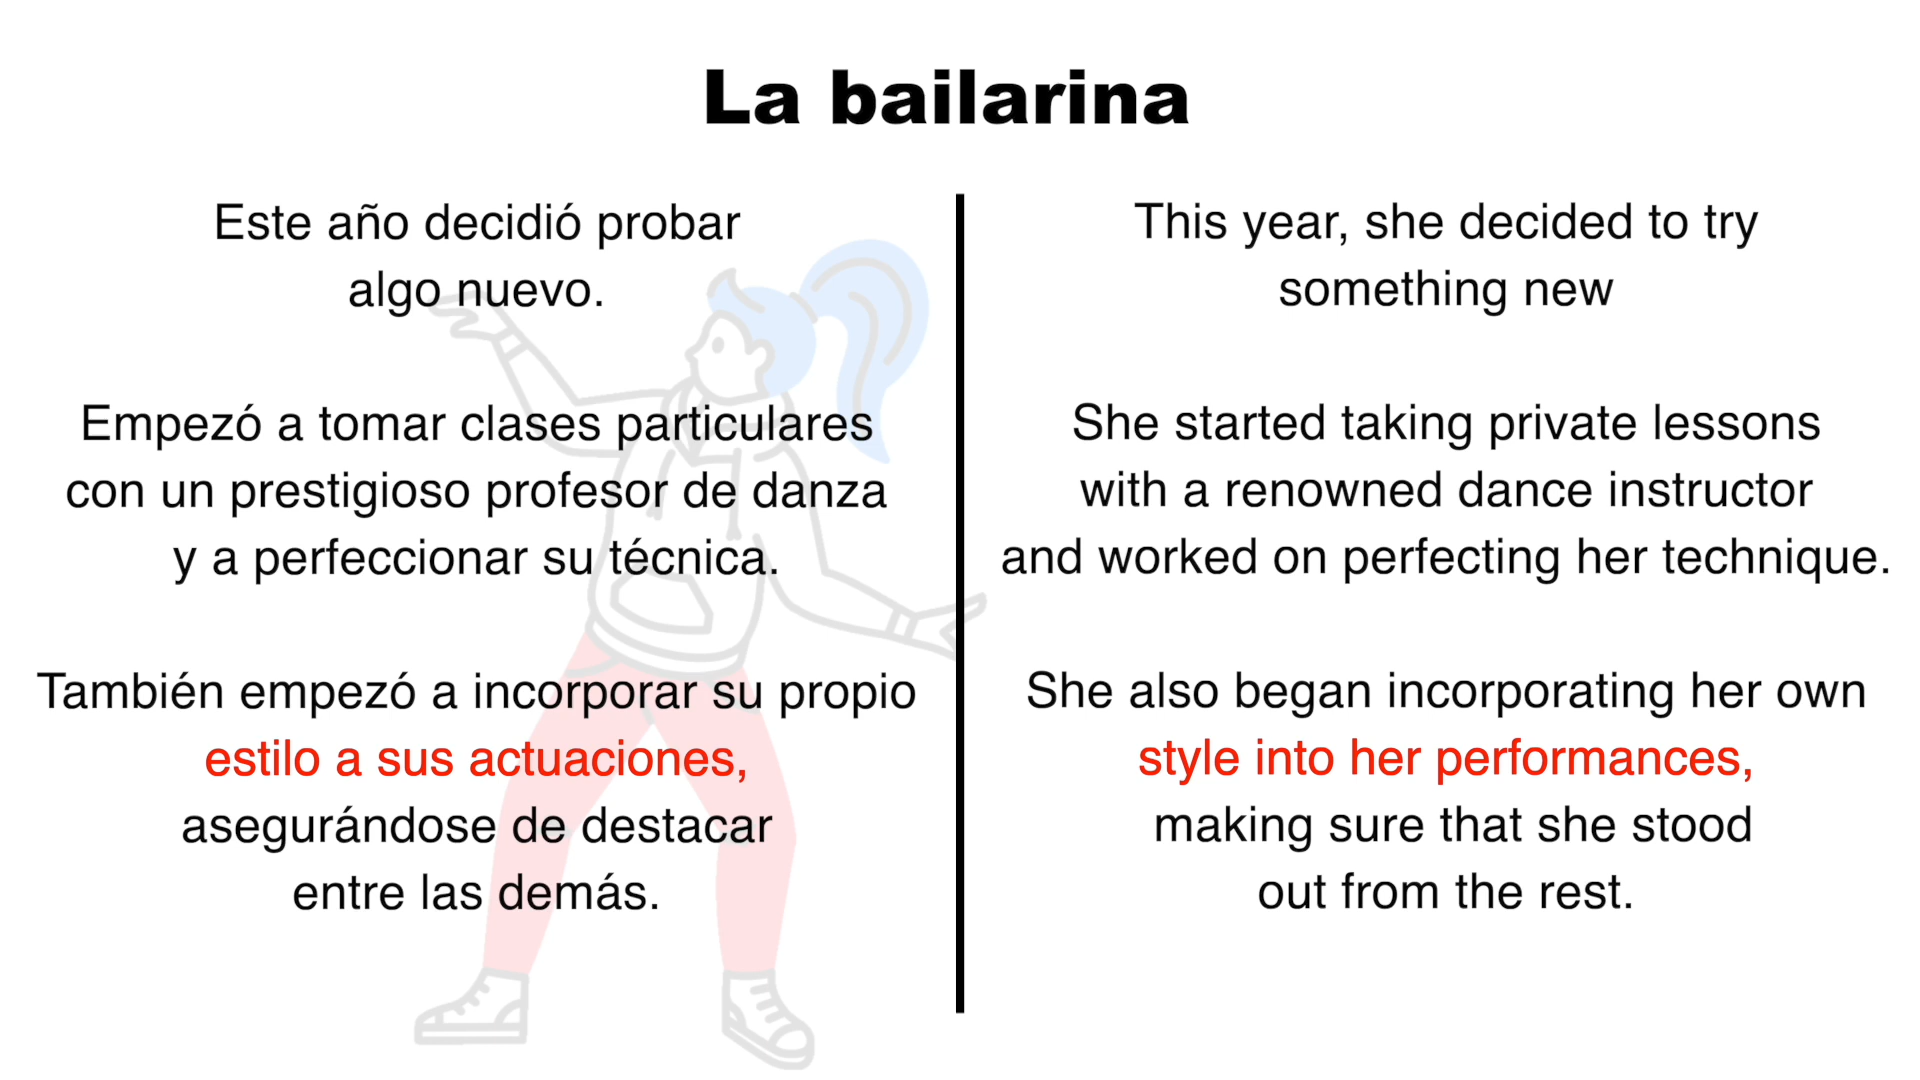 La bailarina
Este año decidió probar
algo nuevo.
Empezó a tomar clases particulares
con un prestigioso profesor de danza
y a perfeccionar su técnica.
También empezó a incorporar su propio
estilo a sus actuaciones,
asegurándose de destacar
entre las demás.
This year, she decided to try
something new
She started taking private lessons
with a renowned dance instructor
and worked on perfecting her technique.
She also began incorporating her own
style into her performances,
making sure that she stood
out from the rest.